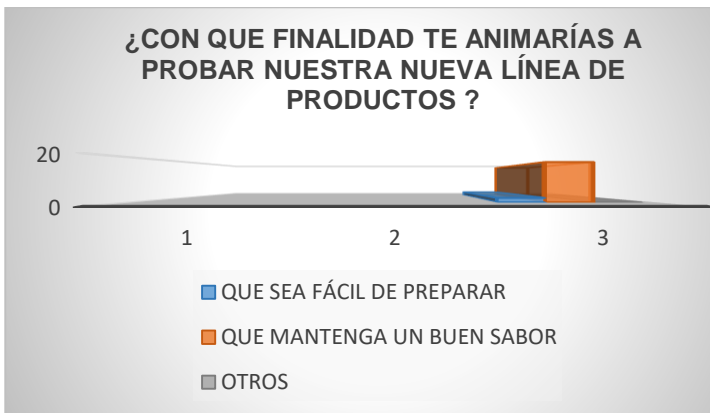 ¿CON QUE FINALIDAD TE ANIMARÍAS A
PROBAR NUESTRA NUEVA LÍNEA DE
PRODUCTOS ?
20
0
1 2 3
QUE SEA FÁCIL DE PREPARAR
QUE MANTENGA UN BUEN SABOR
OTROS